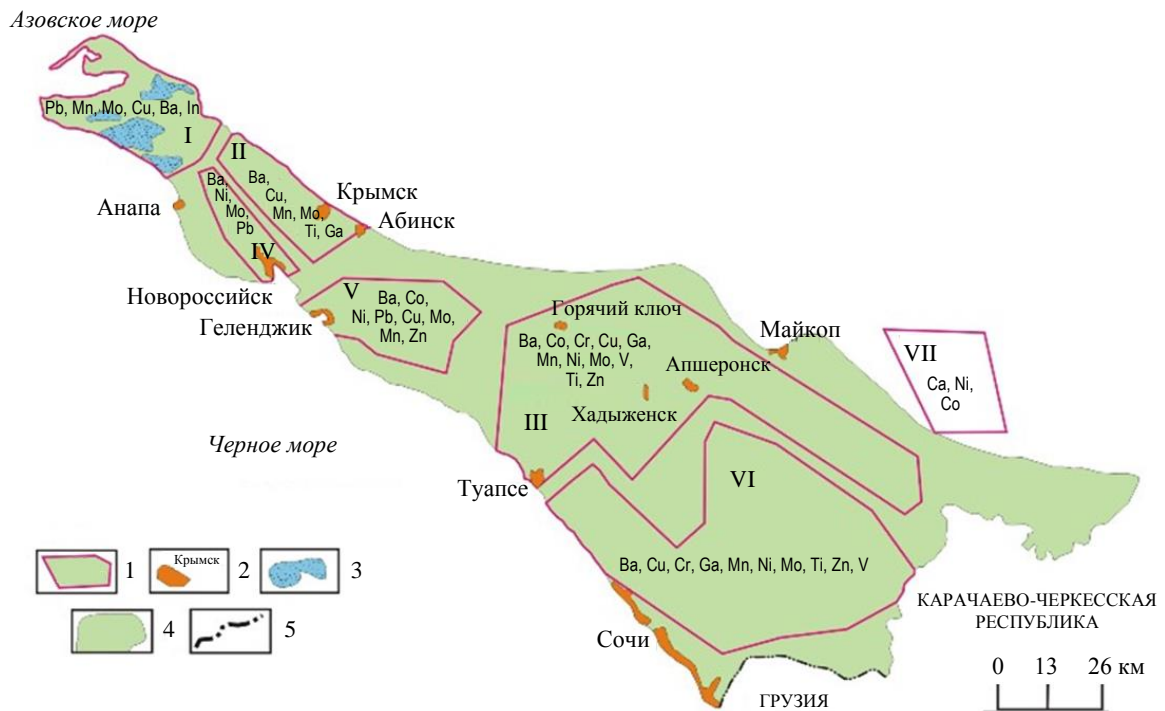 Азовское море
Pb, Mn, Mo, Cu, Ba, In
I
II
Ba,
Cu,
Mn, Mo,
Ti, Ga
Крымск
Абинск
Анапа
Ba,
Ni,
Mo,
Pb
IV
Новороссийск
Геленджик
V
Ba, Co,
Ni, Pb, Cu, Mo,
Mn, Zn
Горячий ключ
Ba, Co, Cr, Cu, Ga,
Mn, Ni, Mo, V,
Ti, Zn
Майкоп
Апшеронск
Хадыженск
III
VII
Ca, Ni,
Co
Черное море
Туапсе
VI
Ba, Cu, Cr, Ga, Mn, Ni, Mo, Ti, Zn, V
Сочи
КАРАЧАЕВО-ЧЕРКЕССКАЯ
РЕСПУБЛИКА
ГРУЗИЯ
0 13 26 км
1
Крымск
2
3
4
5